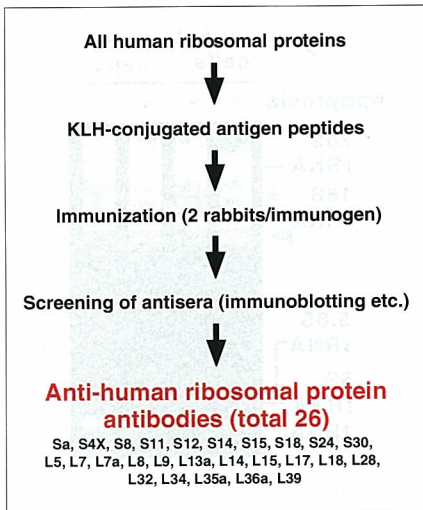 All human ribosomal proteins
KLH-conjugated antigen peptides
Immunization (2 rabbits/immunogen)
Screening of antisera (immunoblotting etc.)
Anti-human ribosomal protein
antibodies (total 26)
Sa, S4X, S8, S11, S12, S14, S15, S18, S24, S30,
L5, L7, L7a, L8, L9, L13a, L14, L15, L17, L18, L28,
L32, L34, L35a, L36a, L39